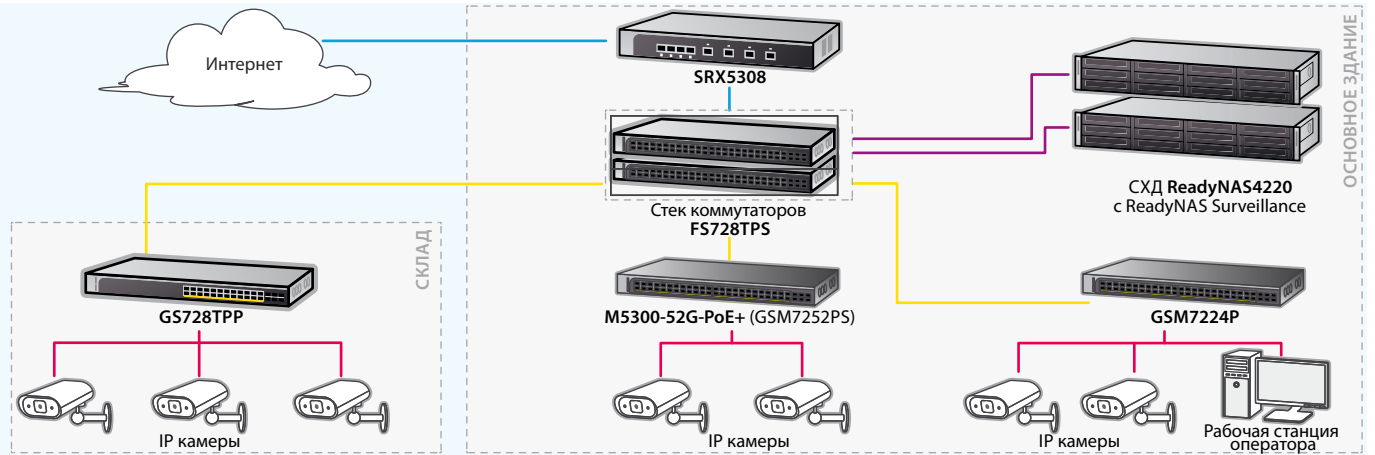 Интернет
SRX5308
ОСНОВНОЕ ЗДАНИЕ
СХД ReadyNAS4220
с ReadyNAS Surveillance
Стек коммутаторов
FS728TPS
СКЛАД
GS728TPP
M5300-52G-PoE+ (GSM7252PS)
GSM7224P
IP камеры
IP камеры
IP камеры
Рабочая станция
оператора